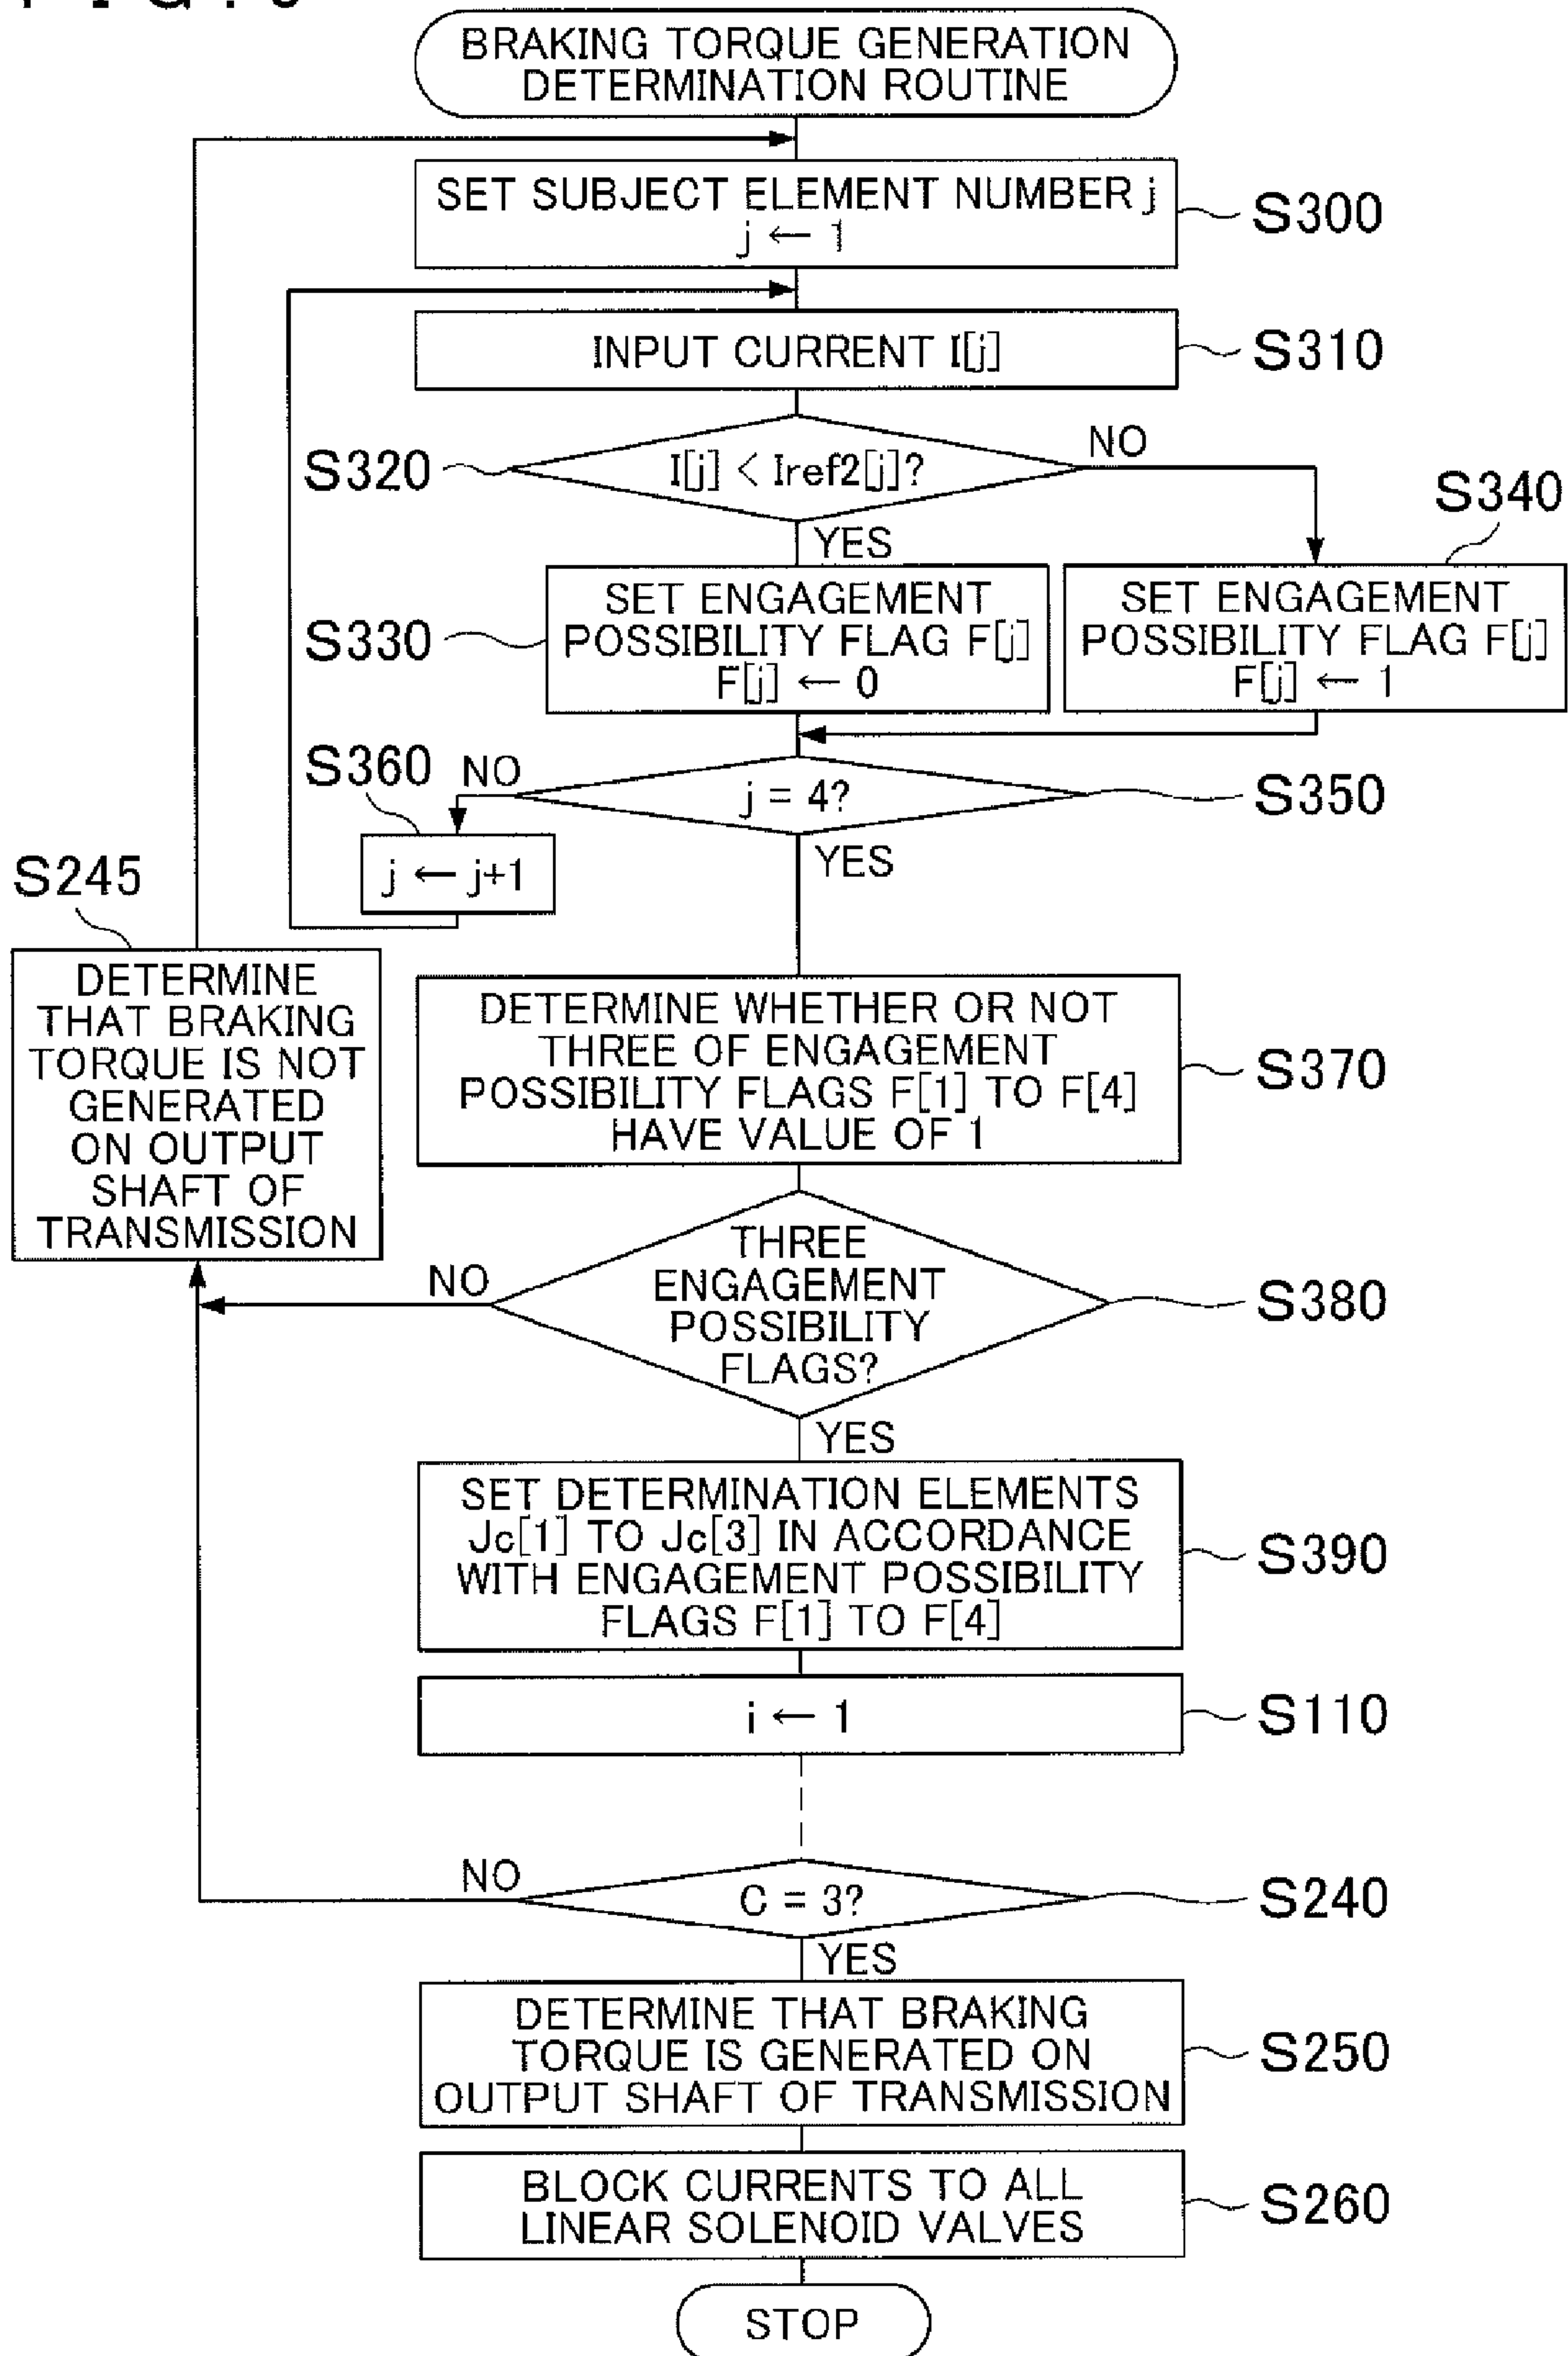 BRAKING TORQUE GENERATION
DETERMINATION ROUTINE
SET SUBJECT ELEMENT NUMBER j
j ← 1
S300
INPUT CURRENT I[j]
S310
S320
I[j] < Iref2[j]?
NO
YES
S340
S330
SET ENGAGEMENT
POSSIBILITY FLAG F[j]
F[j] ← 0
SET ENGAGEMENT
POSSIBILITY FLAG F[j]
F[j] ← 1
S360
NO
j = 4?
S350
YES
j ← j+1
S245
DETERMINE
THAT BRAKING
TORQUE IS NOT
GENERATED
ON OUTPUT
SHAFT OF
TRANSMISSION
DETERMINE WHETHER OR NOT
THREE OF ENGAGEMENT
POSSIBILITY FLAGS F[1] TO F[4]
HAVE VALUE OF 1
S370
NO
THREE
ENGAGEMENT
POSSIBILITY
FLAGS?
S380
YES
SET DETERMINATION ELEMENTS
Jc[1] TO Jc[3] IN ACCORDANCE
WITH ENGAGEMENT POSSIBILITY
FLAGS F[1] TO F[4]
S390
i ← 1
S110
NO
C = 3?
S240
YES
DETERMINE THAT BRAKING
TORQUE IS GENERATED ON
OUTPUT SHAFT OF TRANSMISSION
S250
BLOCK CURRENTS TO ALL
LINEAR SOLENOID VALVES
S260
STOP